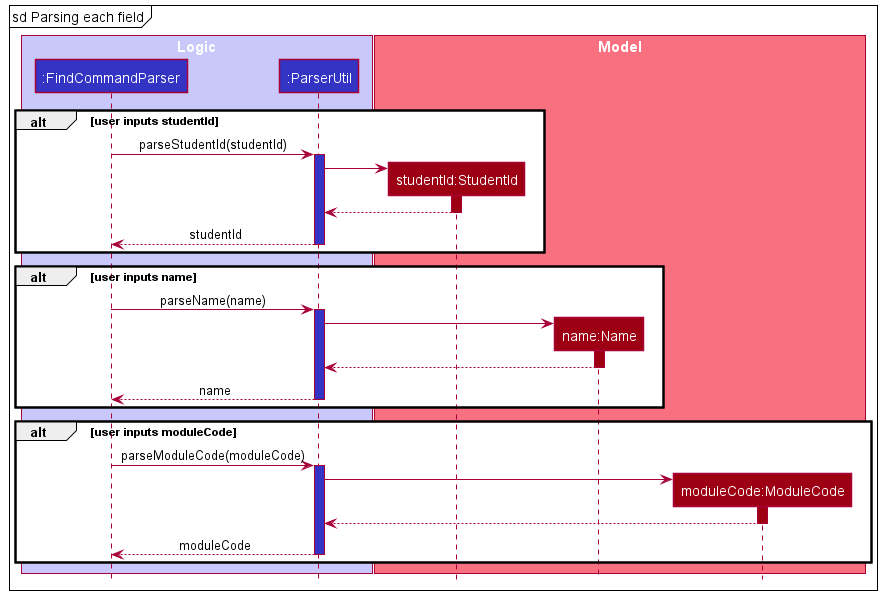 sd Parsing each field
Logic
Model
:FindCommandParser
:ParserUtil
alt
[user inputs studentId]
parseStudentId(studentId)
studentId:StudentId
studentId
alt
[user inputs name]
parseName(name)
name:Name
name
alt
[user inputs moduleCode]
parseModuleCode(moduleCode)
moduleCode:ModuleCode
moduleCode